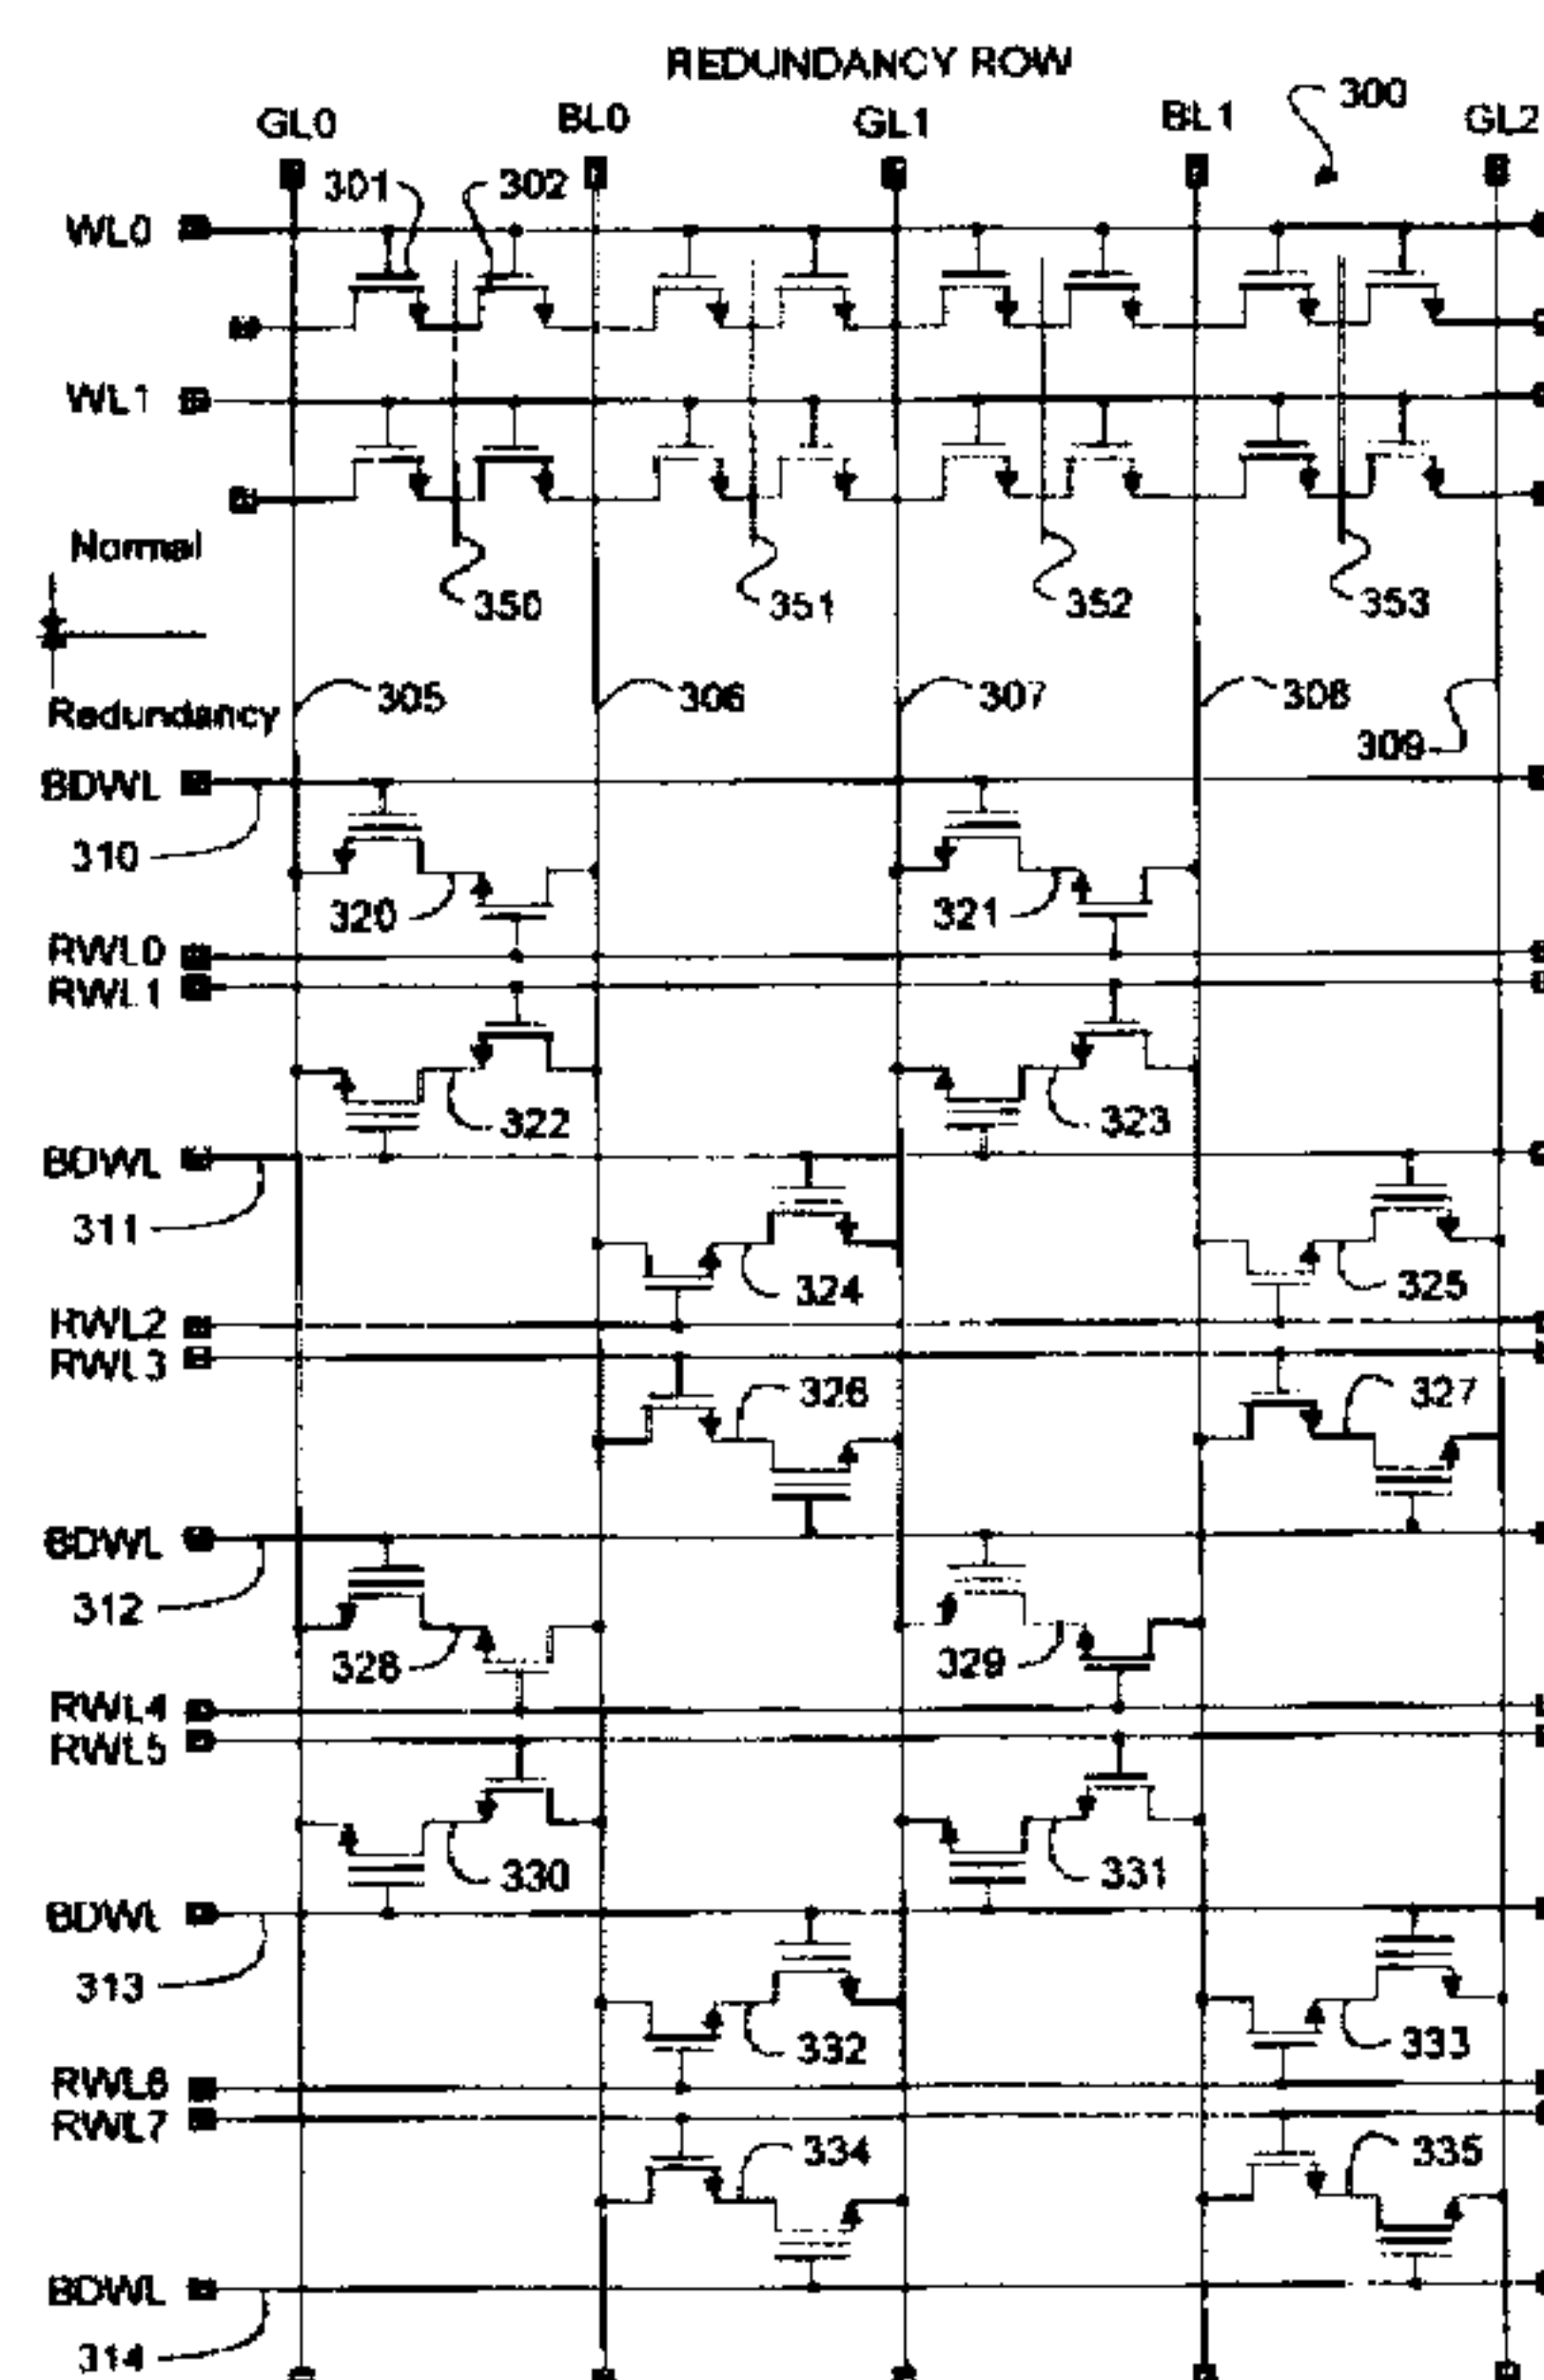 REDUNDANCY ROW
300
GL0 BL0 GL1 BL1 GL2
301 302
WL0
WL1
Normal
350 351 352 353
Redundancy
305 306 307 308
309
BDWL
310
320 321
RWL0
RWL1
322 323
BDWL
311
324 325
RWL2
RWL3
326 327
BDWL
312
328 329
RWL4
RWL5
330 331
BDWL
313
332 333
RWL6
RWL7
334 335
BDWL
314